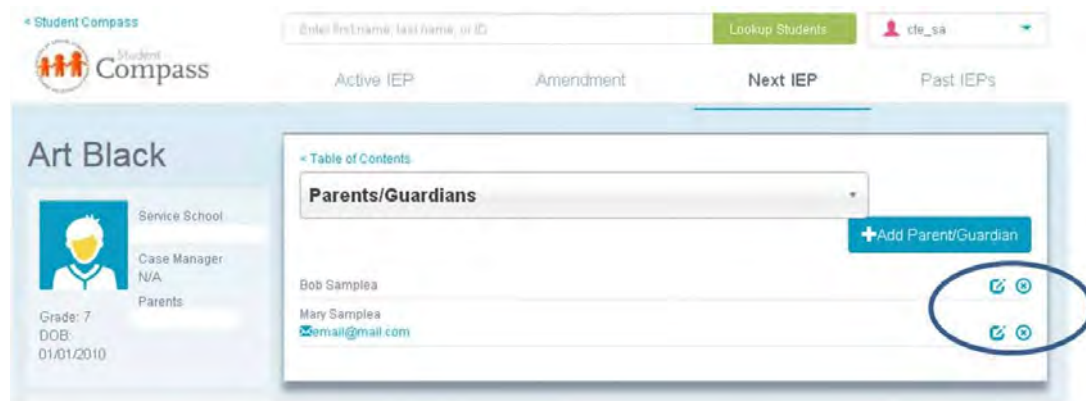 < Student Compass
Enter first name, last name, or ID
Lookup Students
cte_sa
Student
Compass
Active IEP
Amendment
Next IEP
Past IEPs
Art Black
Service School
Case Manager
N/A
Parents
Grade: 7
DOB:
01/01/2010
< Table of Contents
Parents/Guardians
+Add Parent/Guardian
Bob Samplea
Mary Samplea
email@mail.com